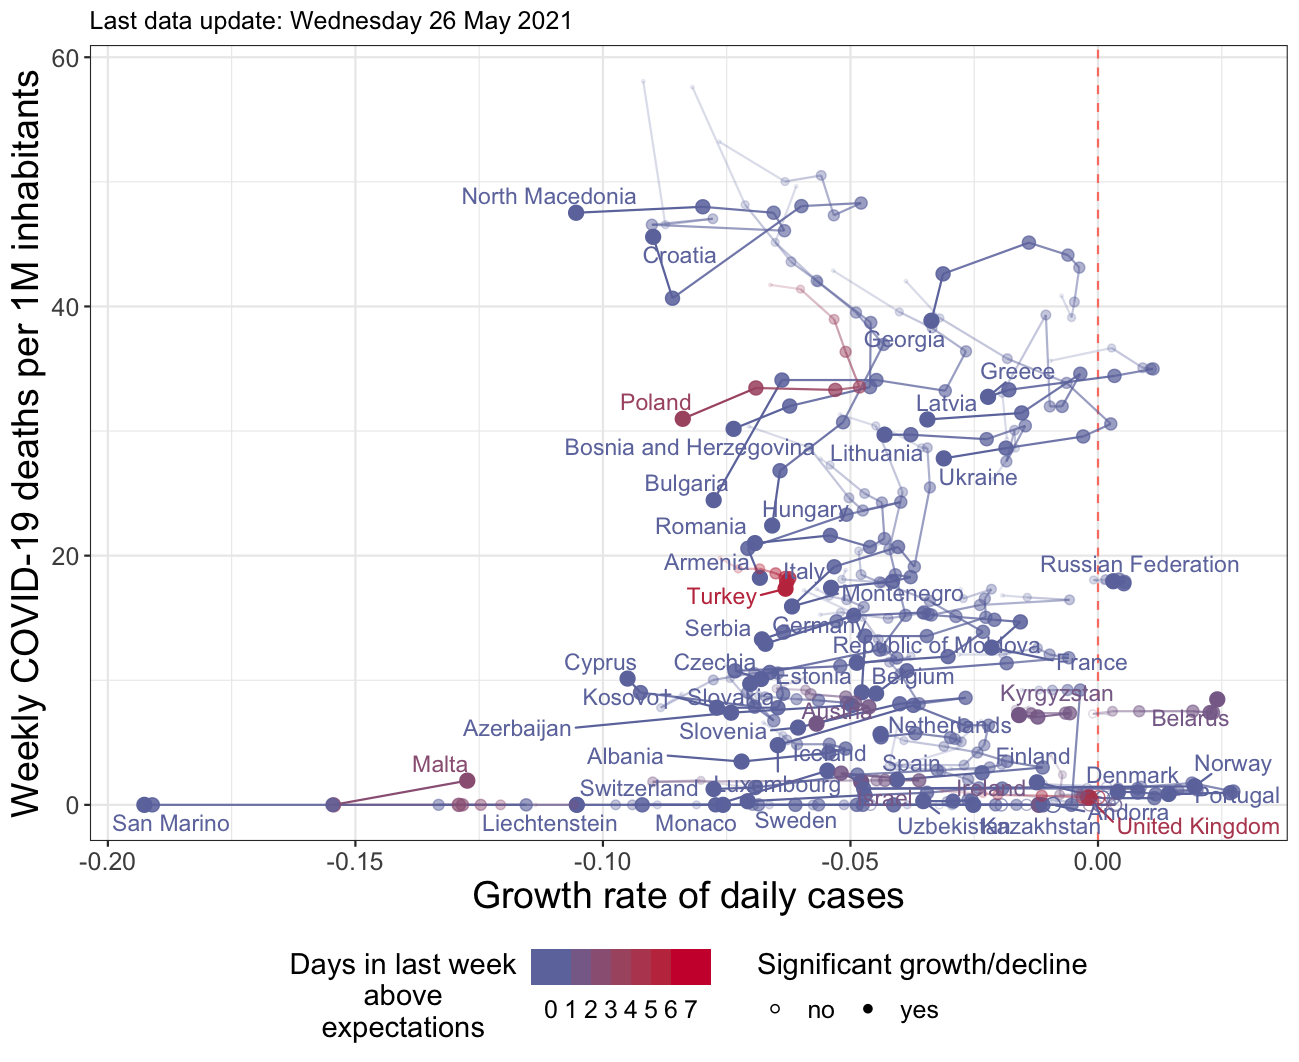 Last data update: Wednesday 26 May 2021
Weekly COVID-19 deaths per 1M inhabitants
60
40
20
0
North Macedonia
Croatia
Georgia
Greece
Poland
Latvia
Bosnia and Herzegovina
Lithuania
Ukraine
Bulgaria
Hungary
Romania
Armenia
Italy
Russian Federation
Turkey
Montenegro
Serbia
Germany
Republic of Moldova
Cyprus
Czechia
France
Estonia
Belgium
Kosovo
Slovakia
Kyrgyzstan
Austria
Belarus
Azerbaijan
Slovenia
Netherlands
Albania
Iceland
Finland
Malta
Spain
Norway
Denmark
Switzerland
Luxembourg
Ireland
Portugal
Israel
Andorra
San Marino
Liechtenstein
Monaco
Sweden
Uzbekistan
Kazakhstan
United Kingdom
-0.20
-0.15
-0.10
-0.05
0.00
Growth rate of daily cases
Days in last week
above
expectations
0 1 2 3 4 5 6 7
Significant growth/decline
no
yes